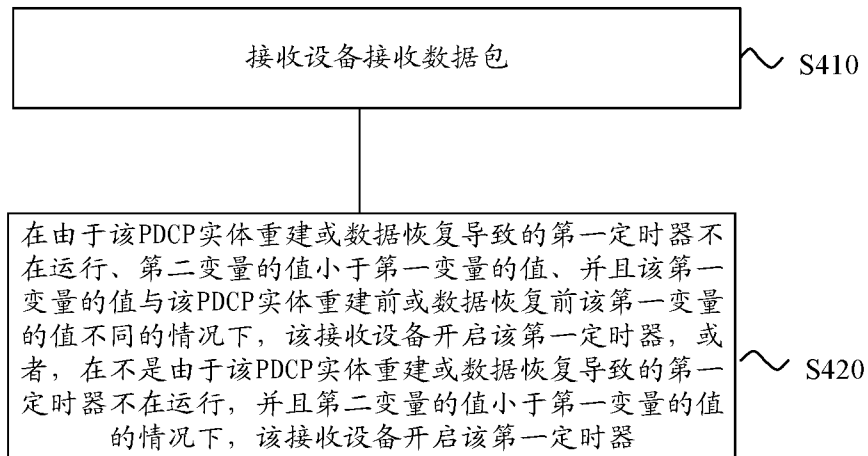 接收设备接收数据包
S410
在由于该PDCP实体重建或数据恢复导致的第一定时器不
在运行、第二变量的值小于第一变量的值、并且该第一
变量的值与该PDCP实体重建前或数据恢复前该第一变量
的值不同的情况下，该接收设备开启该第一定时器，或
者，在不是由于该PDCP实体重建或数据恢复导致的第一
定时器不在运行，并且第二变量的值小于第一变量的值
的情况下，该接收设备开启该第一定时器
S420